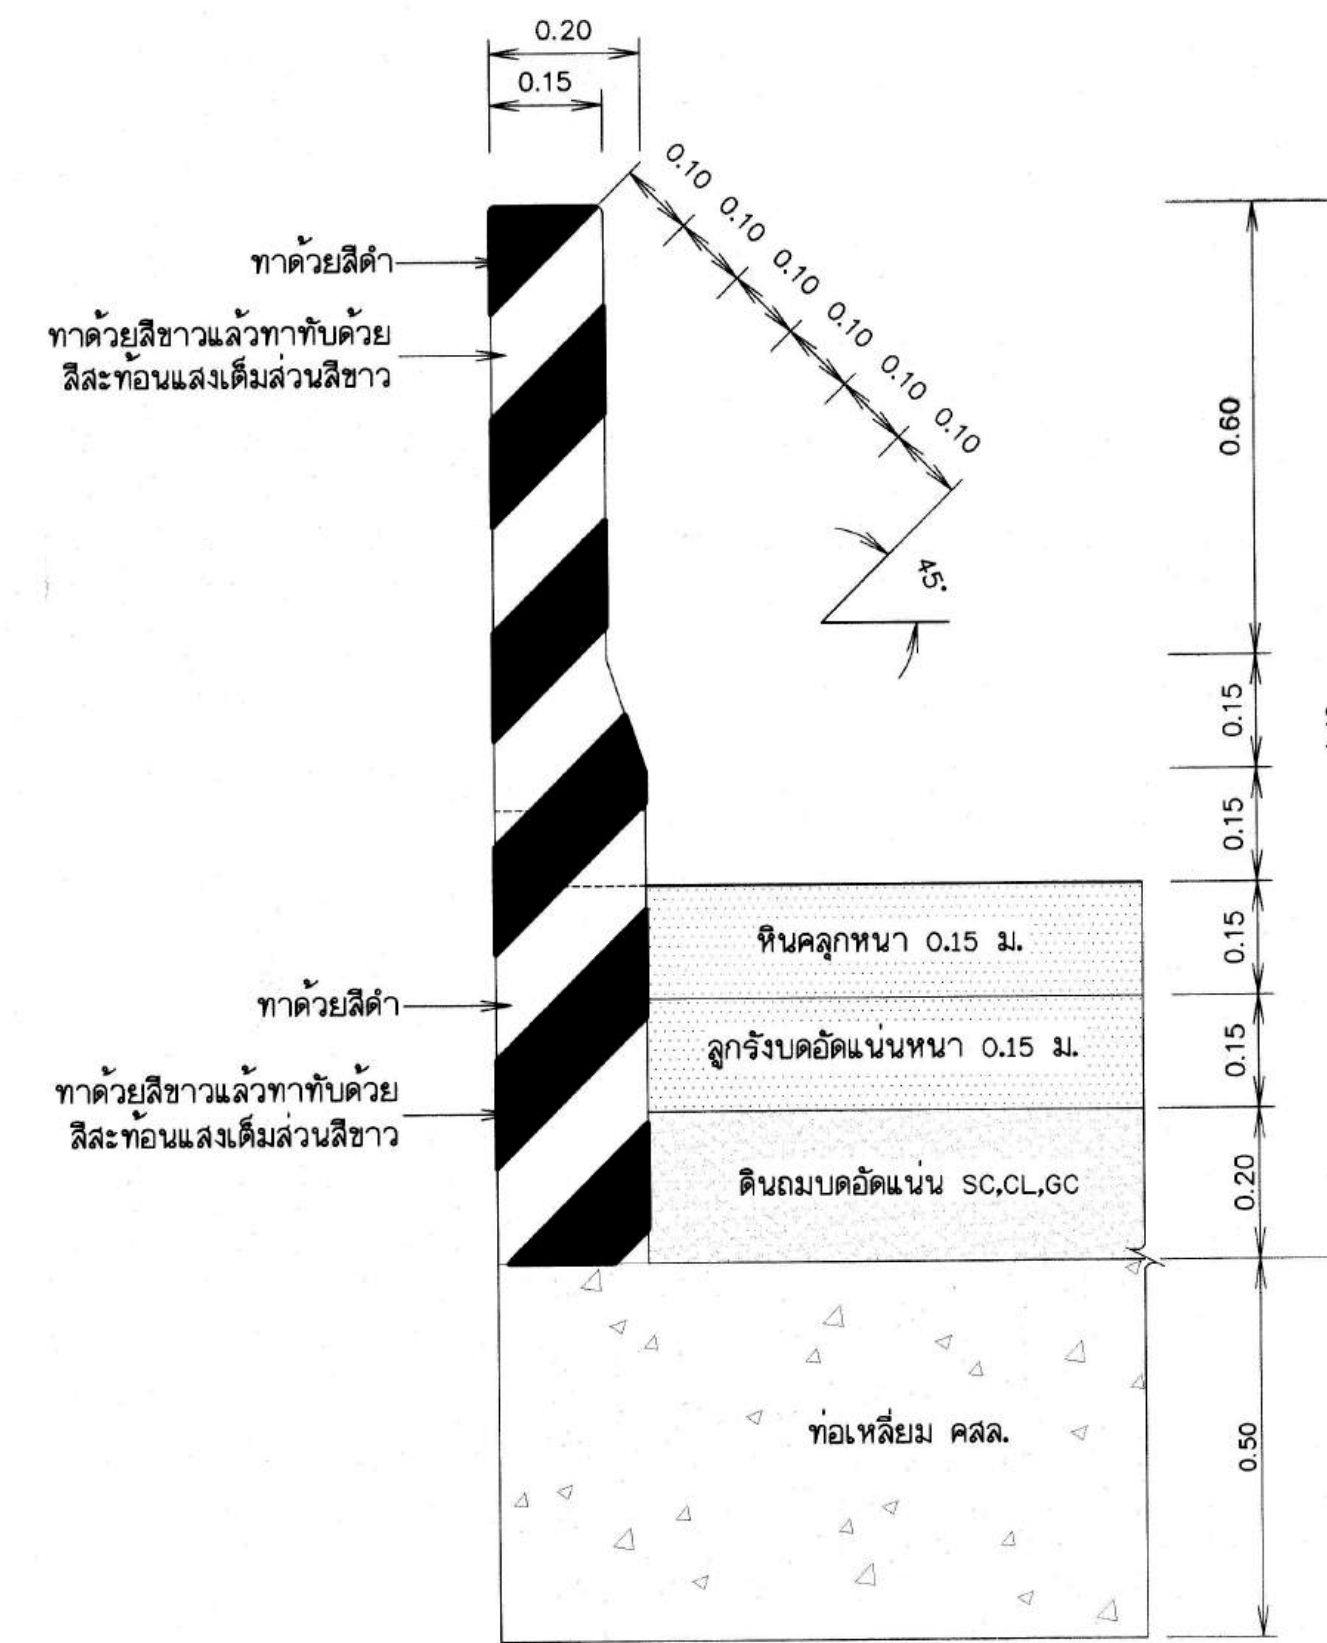 0.20
0.15
0.10 0.10 0.10 0.10 0.10 0.10
ทาด้วยสีดำ
ทาด้วยสีขาวแล้วทาทับด้วย
สีสะท้อนแสงเต็มส่วนสีขาว
0.60
45°
0.15
0.15
หินคลุกหนา 0.15 ม.
0.15
ทาด้วยสีดำ
ลูกรังบดอัดแน่นหนา 0.15 ม.
0.15
ทาด้วยสีขาวแล้วทาทับด้วย
สีสะท้อนแสงเต็มส่วนสีขาว
ดินถมบดอัดแน่น SC,CL,GC
0.20
ท่อเหลี่ยม คสล.
0.50